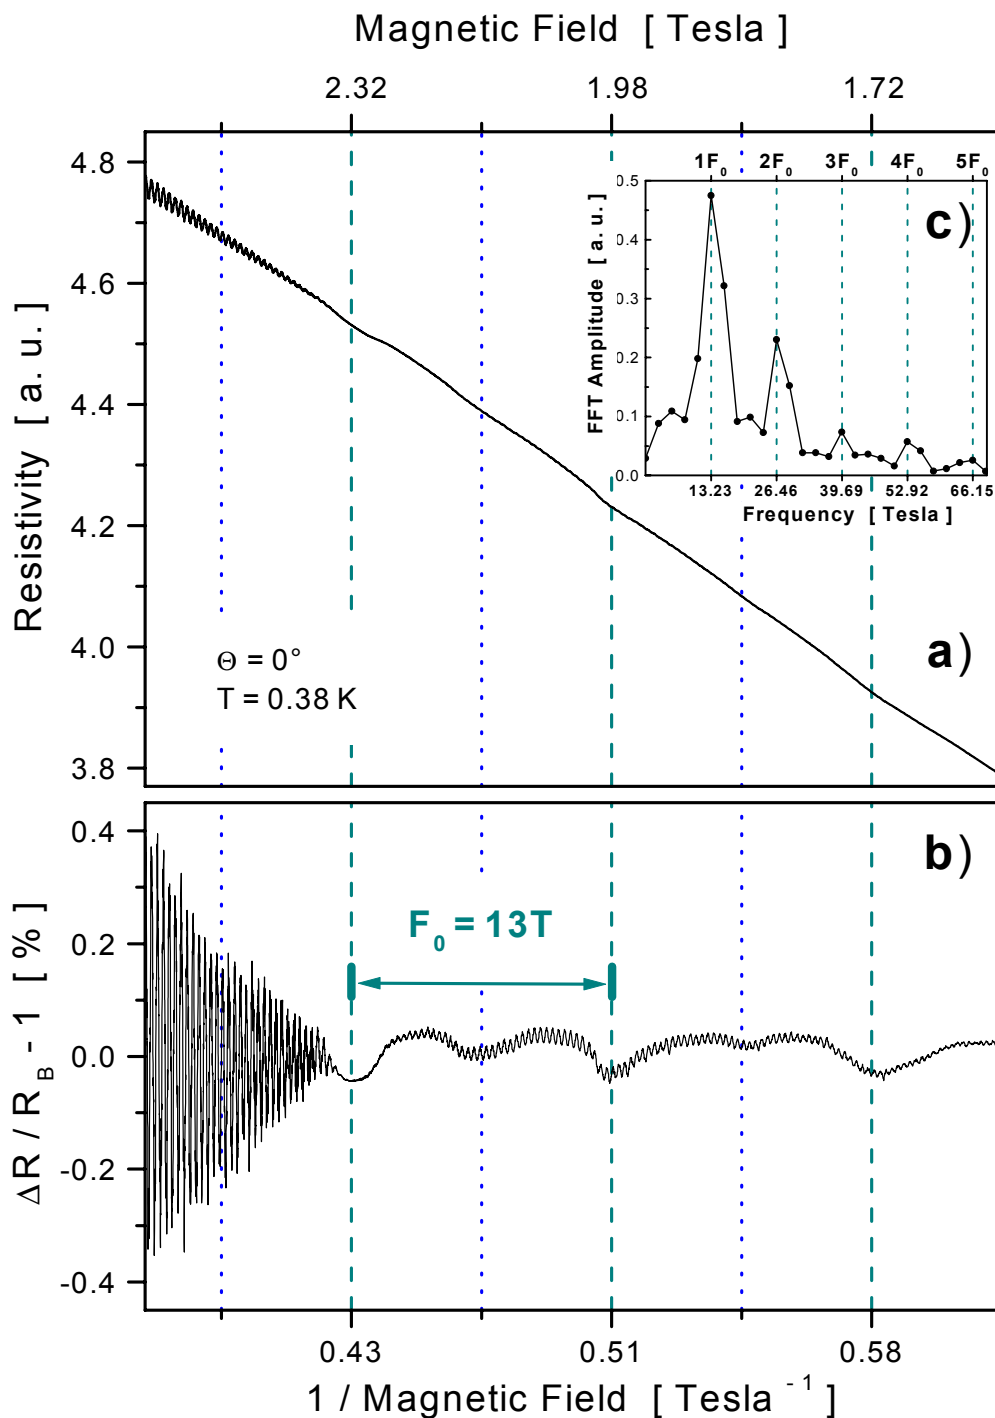 Magnetic Field [ Tesla ]
2.32 1.98 1.72
Resistivity [ a. u. ]
4.8
4.6
4.4
4.2
4.0
3.8
Θ = 0°
T = 0.38 K
a)
1F₀ 2F₀ 3F₀ 4F₀ 5F₀
c)
FFT Amplitude [ a. u. ]
0.5
0.4
0.3
0.2
0.1
0.0
13.23 26.46 39.69 52.92 66.15
Frequency [ Tesla ]
b)
ΔR / R_B - 1 [ % ]
0.4
0.2
0.0
-0.2
-0.4
F₀ = 13T
0.43 0.51 0.58
1 / Magnetic Field [ Tesla⁻¹ ]